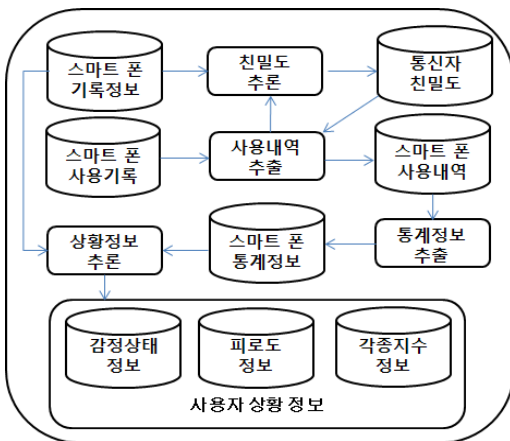 스마트 폰
기록정보
친밀도
추론
통신자
친밀도
스마트 폰
사용기록
사용내역
추출
스마트 폰
사용내역
상황정보
추론
스마트 폰
통계정보
통계정보
추출
감정상태
정보
피로도
정보
각종지수
정보
사용자 상황 정보